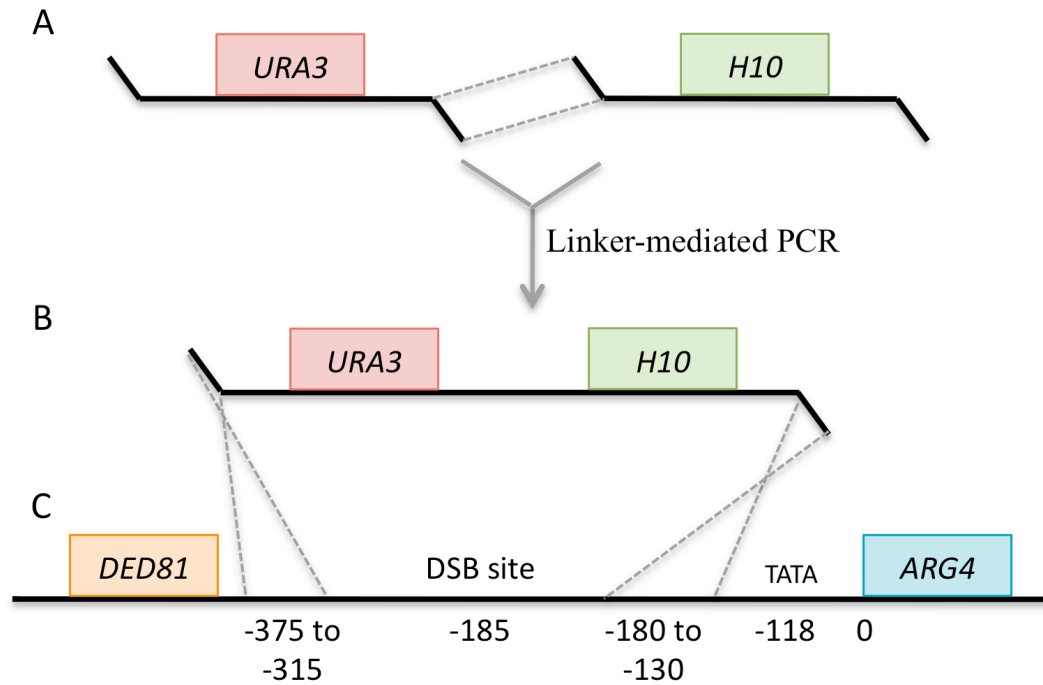 A
URA3
H10
Linker-mediated PCR
B
URA3
H10
C
DED81
DSB site
TATA
ARG4
-375 to
-315
-185
-180 to
-130
-118
0